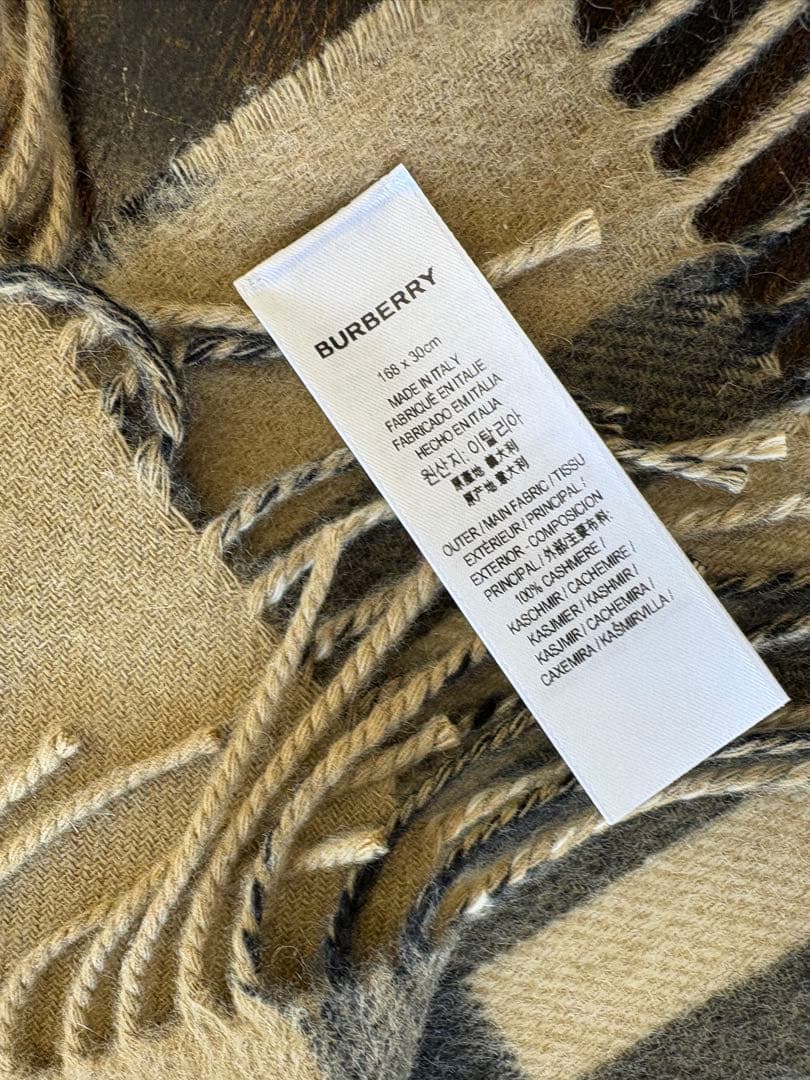 BURBERRY
168 x 30cm
MADE IN ITALY
FABRIQUÉ EN ITALIE
FABRICADO EM ITÁLIA
HECHO EN ITALIA
원산지: 이탈리아
原產地 義大利
原产地 意大利
OUTER / MAIN FABRIC / TISSU
EXTÉRIEUR / PRINCIPAL /
EXTERIOR - COMPOSICION
PRINCIPAL / 外部/主要布料:
100% CASHMERE /
KASCHMIR / CACHEMIRE /
KASJMIER / KASHMIR /
KASJMIR / CACHEMIRA /
CAXEMIRA / KAŠMIRVILLA /